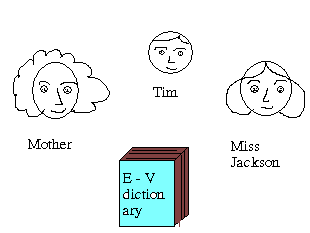 Tim
Mother
Miss
Jackson
E - V
diction
ary